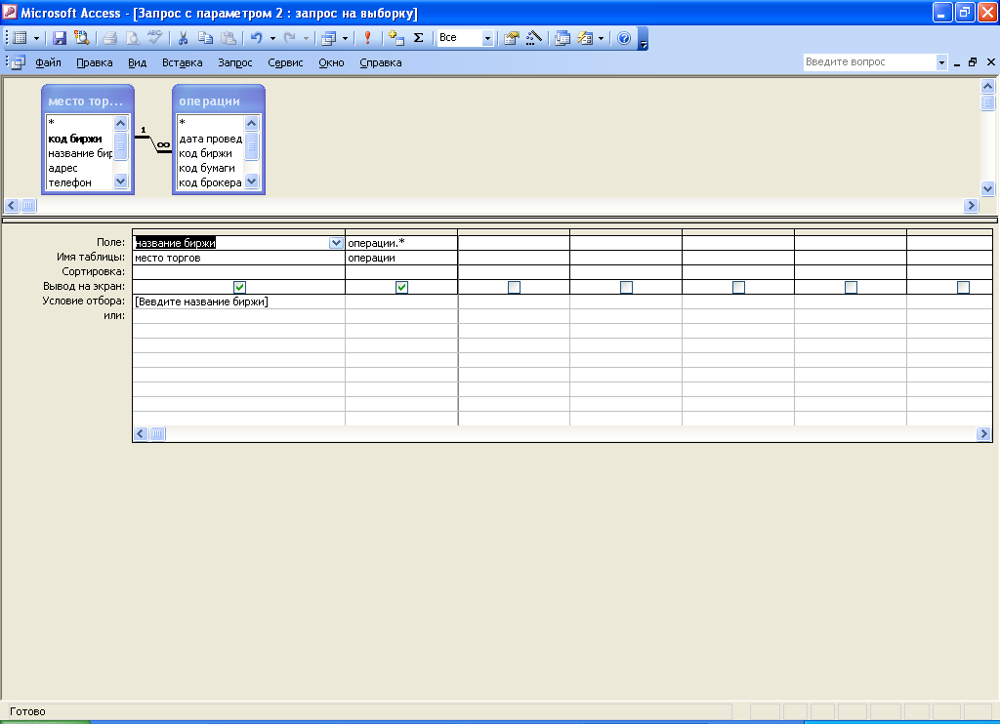 Microsoft Access - [Запрос с параметром 2 : запрос на выборку]
Все
Файл Правка Вид Вставка Запрос Сервис Окно Справка Введите вопрос
место тор... операции
* *
код биржи дата провед
название бир код биржи
адрес код бумаги
телефон код брокера
1 ∞
Поле: название биржи операции.*
Имя таблицы: место торгов операции
Сортировка:
Вывод на экран:
Условие отбора: [Вевдите название биржи]
или:
Готово